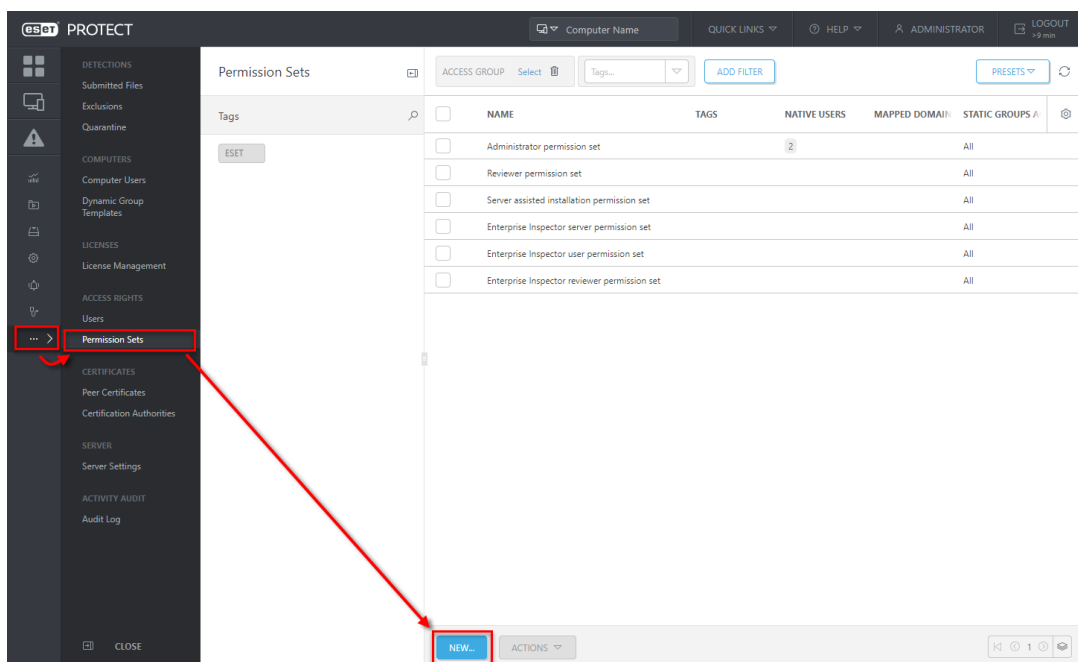 eset PROTECT
Computer Name
QUICK LINKS
HELP
ADMINISTRATOR
LOGOUT
>9 min
DETECTIONS
Submitted Files
Exclusions
Quarantine
COMPUTERS
Computer Users
Dynamic Group
Templates
LICENSES
License Management
ACCESS RIGHTS
Users
Permission Sets
CERTIFICATES
Peer Certificates
Certification Authorities
SERVER
Server Settings
ACTIVITY AUDIT
Audit Log
CLOSE
Permission Sets
Tags
ESET
ACCESS GROUP Select Tags... ADD FILTER PRESETS
NAME TAGS NATIVE USERS MAPPED DOMAIN STATIC GROUPS A
Administrator permission set 2 All
Reviewer permission set All
Server assisted installation permission set All
Enterprise Inspector server permission set All
Enterprise Inspector user permission set All
Enterprise Inspector reviewer permission set All
NEW... ACTIONS 1